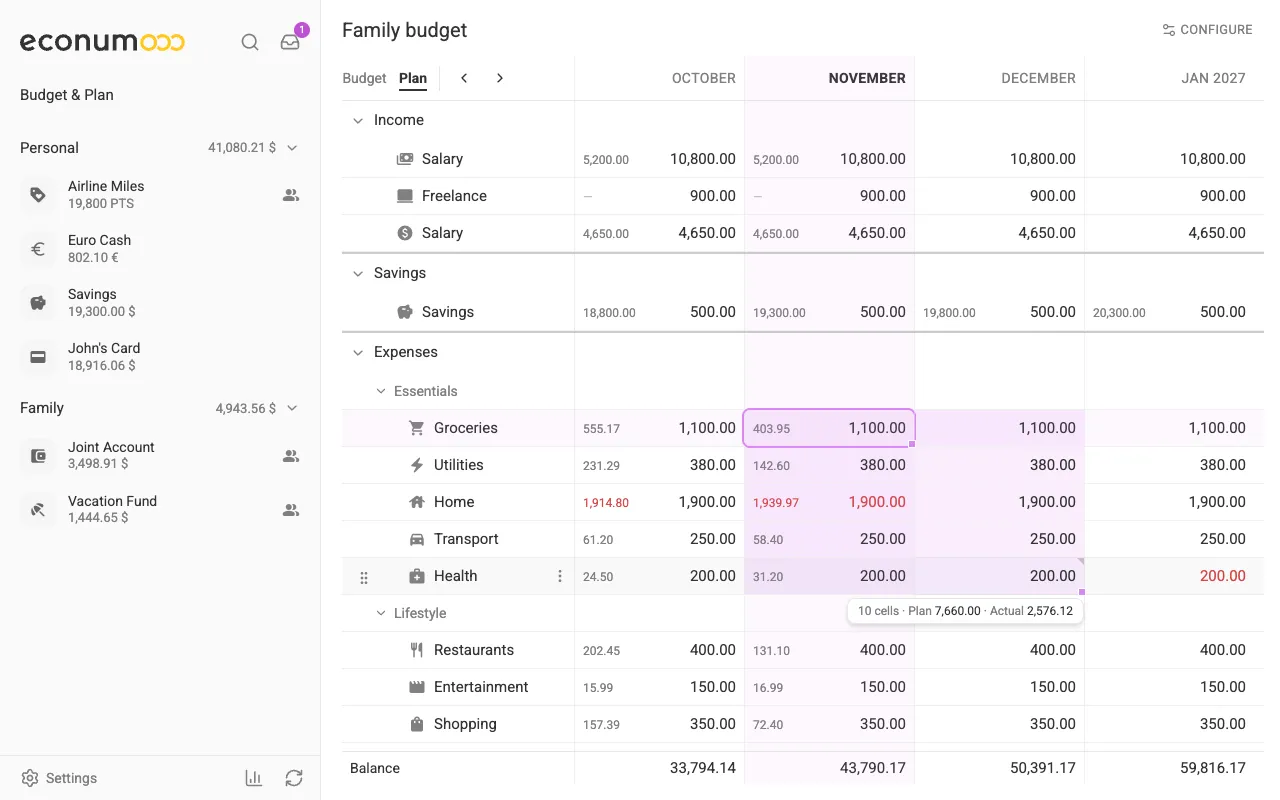 econumo
1
Budget & Plan
Personal 41,080.21 $
Airline Miles
19,800 PTS
Euro Cash
802.10 €
Savings
19,300.00 $
John's Card
18,916.06 $
Family 4,943.56 $
Joint Account
3,498.91 $
Vacation Fund
1,444.65 $
Settings
Family budget CONFIGURE
Budget Plan OCTOBER NOVEMBER DECEMBER JAN 2027
Income
Salary 5,200.00 10,800.00 5,200.00 10,800.00 10,800.00 10,800.00
Freelance – 900.00 – 900.00 900.00 900.00
Salary 4,650.00 4,650.00 4,650.00 4,650.00 4,650.00 4,650.00
Savings
Savings 18,800.00 500.00 19,300.00 500.00 19,800.00 500.00 20,300.00 500.00
Expenses
Essentials
Groceries 555.17 1,100.00 403.95 1,100.00 1,100.00 1,100.00
Utilities 231.29 380.00 142.60 380.00 380.00 380.00
Home 1,914.80 1,900.00 1,939.97 1,900.00 1,900.00 1,900.00
Transport 61.20 250.00 58.40 250.00 250.00 250.00
Health 24.50 200.00 31.20 200.00 200.00 200.00
10 cells · Plan 7,660.00 · Actual 2,576.12
Lifestyle
Restaurants 202.45 400.00 131.10 400.00 400.00 400.00
Entertainment 15.99 150.00 16.99 150.00 150.00 150.00
Shopping 157.39 350.00 72.40 350.00 350.00 350.00
Balance 33,794.14 43,790.17 50,391.17 59,816.17